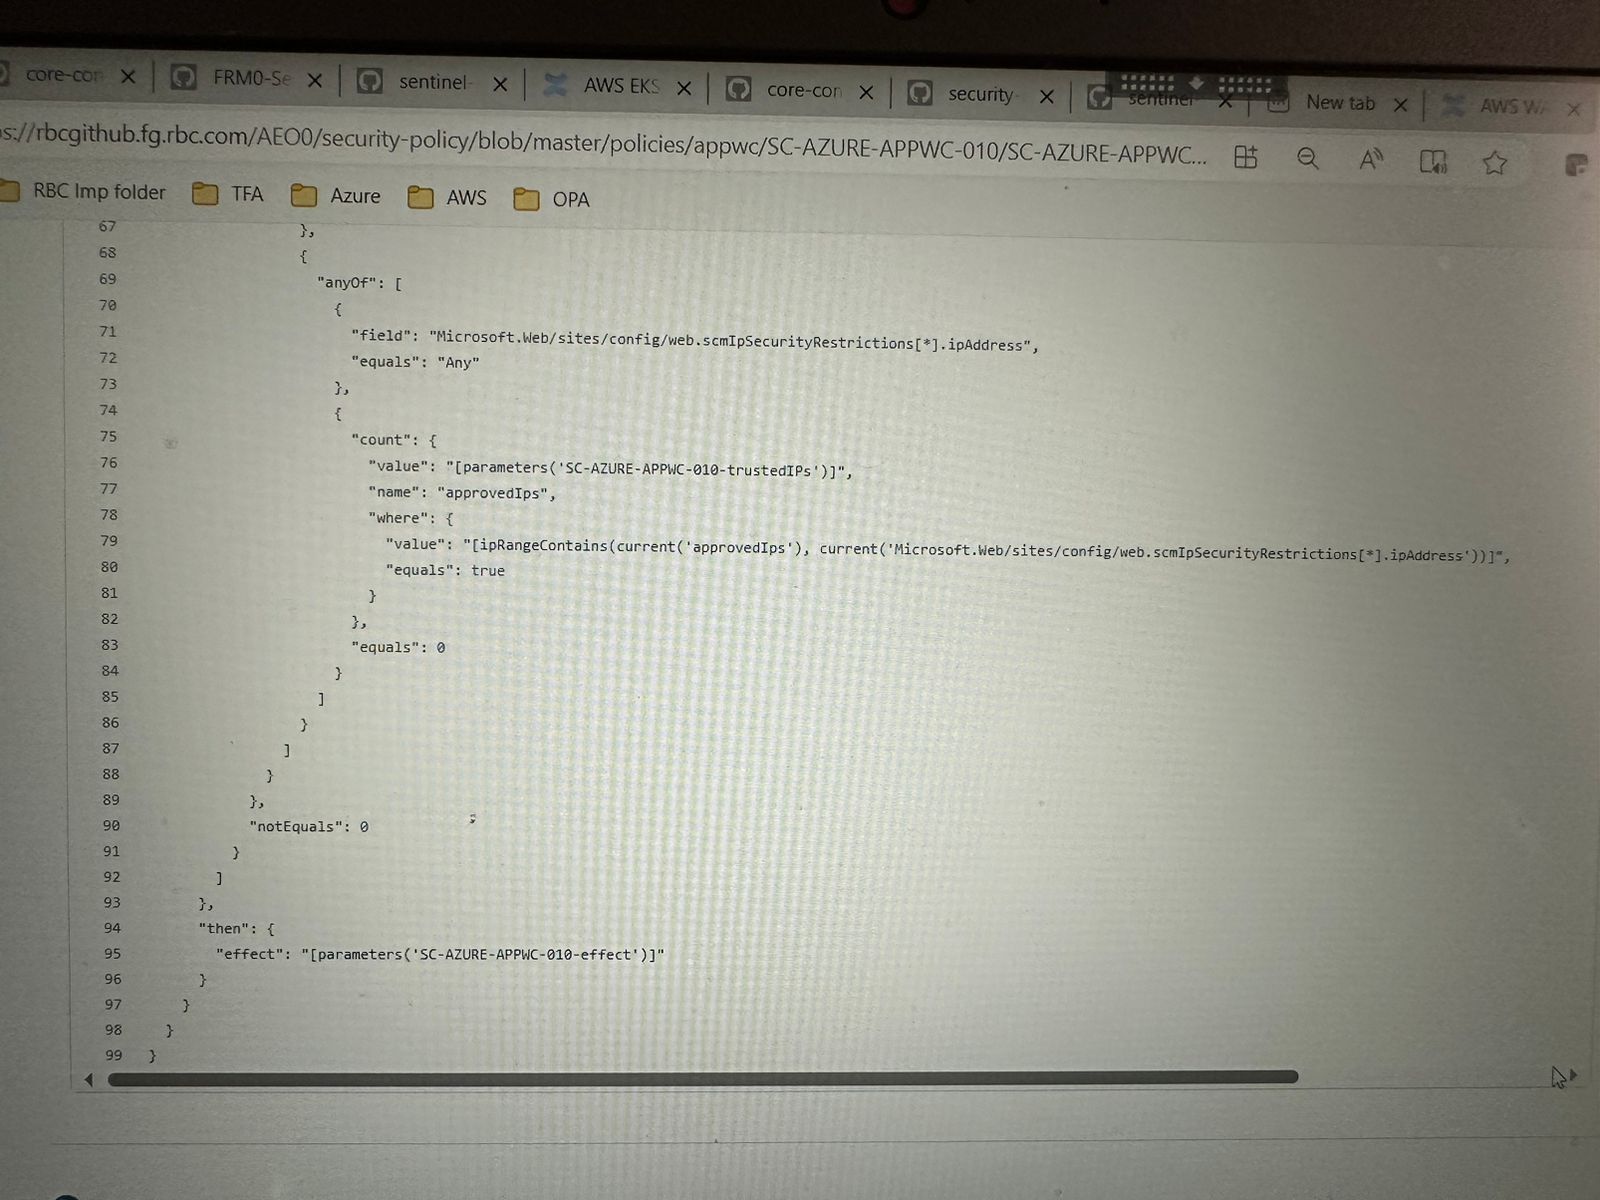 core-con
FRM0-Se
sentinel-
AWS EKS
core-con
security-
sentinel
New tab
AWS WA
s://rbcgithub.fg.rbc.com/AEO0/security-policy/blob/master/policies/appwc/SC-AZURE-APPWC-010/SC-AZURE-APPWC...
RBC Imp folder TFA Azure AWS OPA
67 },
68 {
69 "anyOf": [
70 {
71 "field": "Microsoft.Web/sites/config/web.scmIpSecurityRestrictions[*].ipAddress",
72 "equals": "Any"
73 },
74 {
75 "count": {
76 "value": "[parameters('SC-AZURE-APPWC-010-trustedIPs')]",
77 "name": "approvedIps",
78 "where": {
79 "value": "[ipRangeContains(current('approvedIps'), current('Microsoft.Web/sites/config/web.scmIpSecurityRestrictions[*].ipAddress'))]",
80 "equals": true
81 }
82 },
83 "equals": 0
84 }
85 ]
86 }
87 ]
88 }
89 },
90 "notEquals": 0
91 }
92 ]
93 },
94 "then": {
95 "effect": "[parameters('SC-AZURE-APPWC-010-effect')]"
96 }
97 }
98 }
99 }